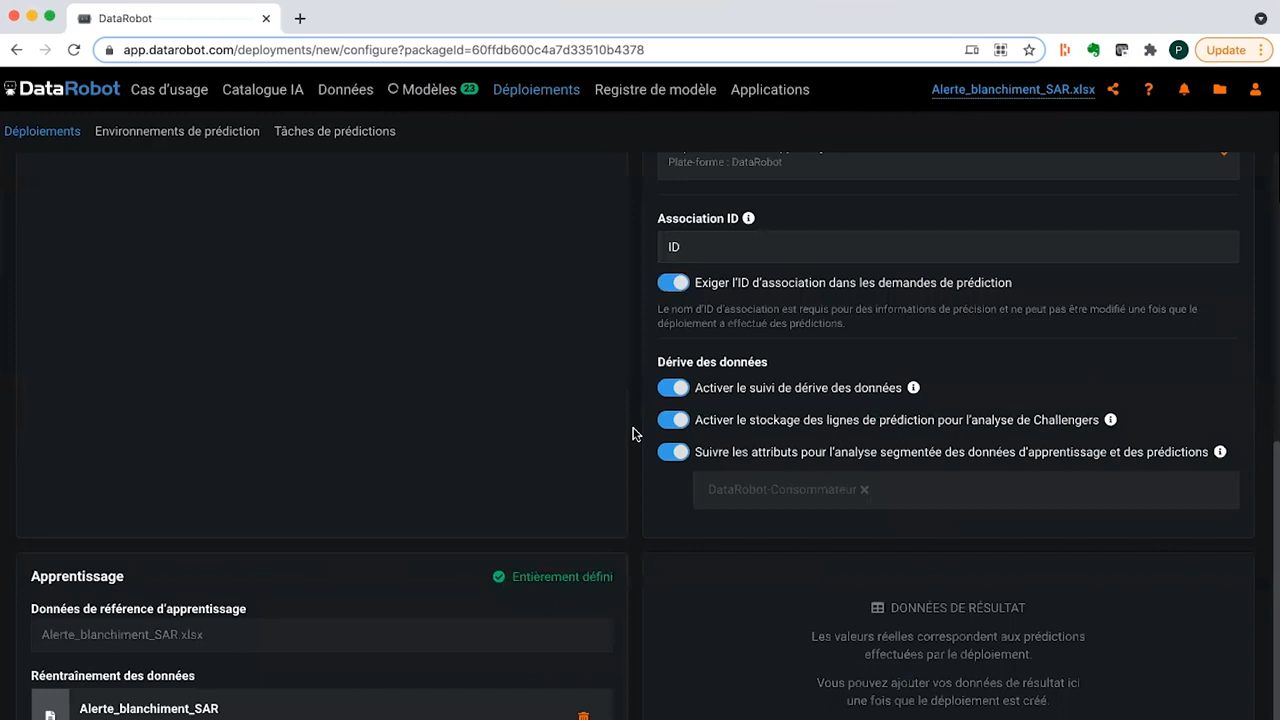 DataRobot
app.datarobot.com/deployments/new/configure?packageId=60ffdb600c4a7d33510b4378
P
Update
DataRobot
Cas d'usage
Catalogue IA
Données
Modèles 23
Déploiements
Registre de modèle
Applications
Alerte_blanchiment_SAR.xlsx
Déploiements
Environnements de prédiction
Tâches de prédictions
Plate-forme : DataRobot
Association ID
ID
Exiger l'ID d'association dans les demandes de prédiction
Le nom d'ID d'association est requis pour des informations de précision et ne peut pas être modifié une fois que le
déploiement a effectué des prédictions.
Dérive des données
Activer le suivi de dérive des données
Activer le stockage des lignes de prédiction pour l'analyse de Challengers
Suivre les attributs pour l'analyse segmentée des données d'apprentissage et des prédictions
DataRobot-Consommateur
Apprentissage
Entièrement défini
Données de référence d'apprentissage
Alerte_blanchiment_SAR.xlsx
Réentraînement des données
Alerte_blanchiment_SAR
DONNÉES DE RÉSULTAT
Les valeurs réelles correspondent aux prédictions
effectuées par le déploiement.
Vous pouvez ajouter vos données de résultat ici
une fois que le déploiement est créé.